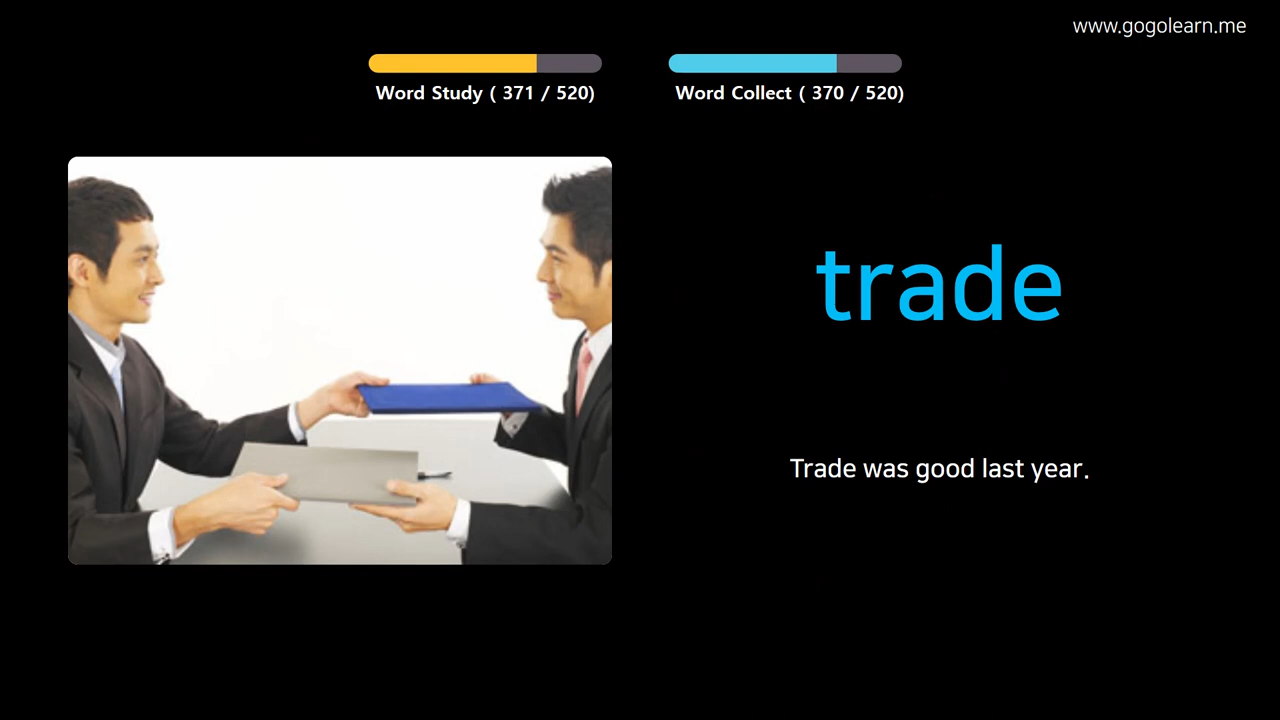 www.gogolearn.me
Word Study ( 371 / 520)
Word Collect ( 370 / 520)
trade
Trade was good last year.